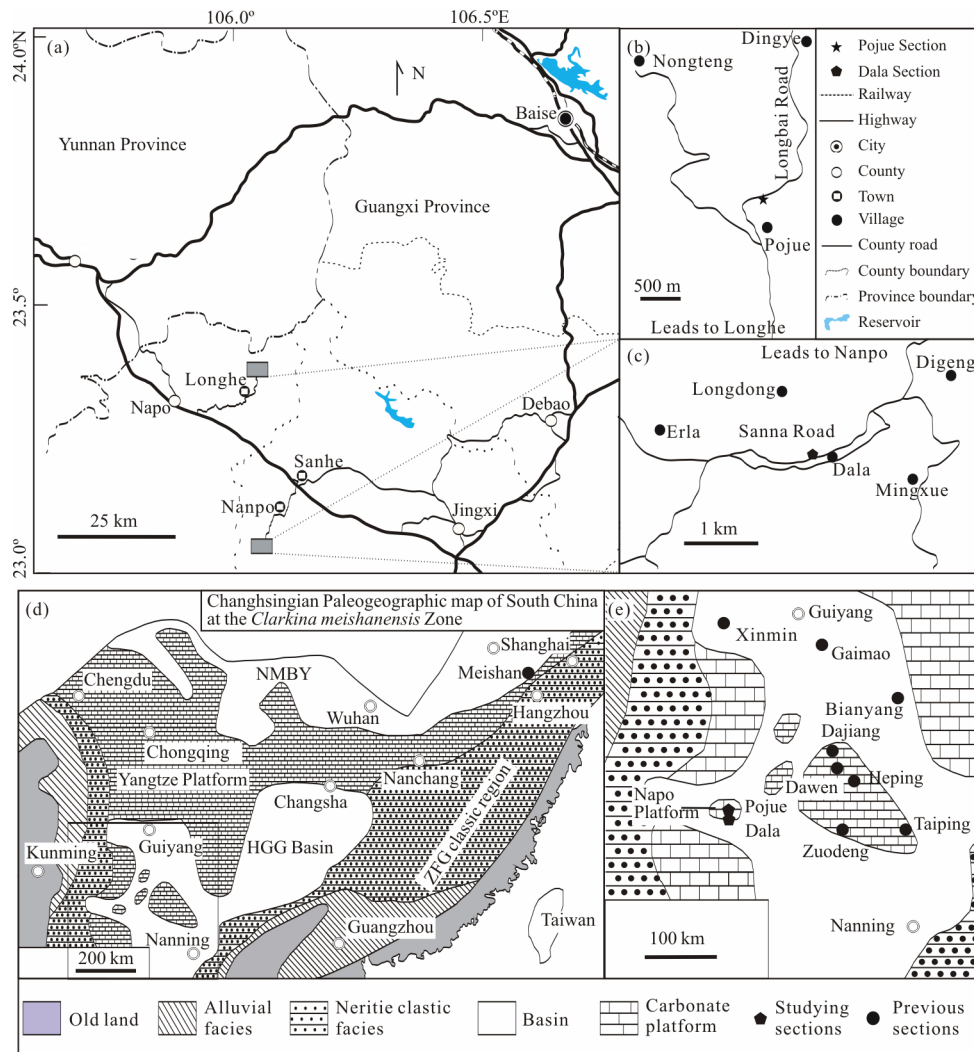 106.0º
106.5º
24.0ºN
23.5º
23.0º
(a)
N
Baise
Yunnan Province
Guangxi Province
Longhe
Napo
Debao
Sanhe
Nanpo
Jingxi
25 km
(b)
Dingye
Nongteng
Longbai Road
Pojue
500 m
Leads to Longhe
Pojue Section
Dala Section
Railway
Highway
City
County
Town
Village
County road
County boundary
Province boundary
Reservoir
(c)
Leads to Nanpo
Digeng
Longdong
Erla
Sanna Road
Dala
Mingxue
1 km
(d)
Changhsingian Paleogeographic map of South China
at the Clarkina meishanensis Zone
Shanghai
Meishan
Chengdu
NMBY
Hangzhou
Wuhan
Chongqing
Yangtze Platform
Nanchang
Changsha
ZFG classic region
Kunming
Guiyang
HGG Basin
Guangzhou
Taiwan
Nanning
200 km
(e)
Guiyang
Xinmin
Gaimao
Bianyang
Dajiang
Heping
Dawen
Napo
Platform
Pojue
Dala
Taiping
Zuodeng
Nanning
100 km
Old land
Alluvial
facies
Neritie clastic
facies
Basin
Carbonate
platform
Studying
sections
Previous
sections